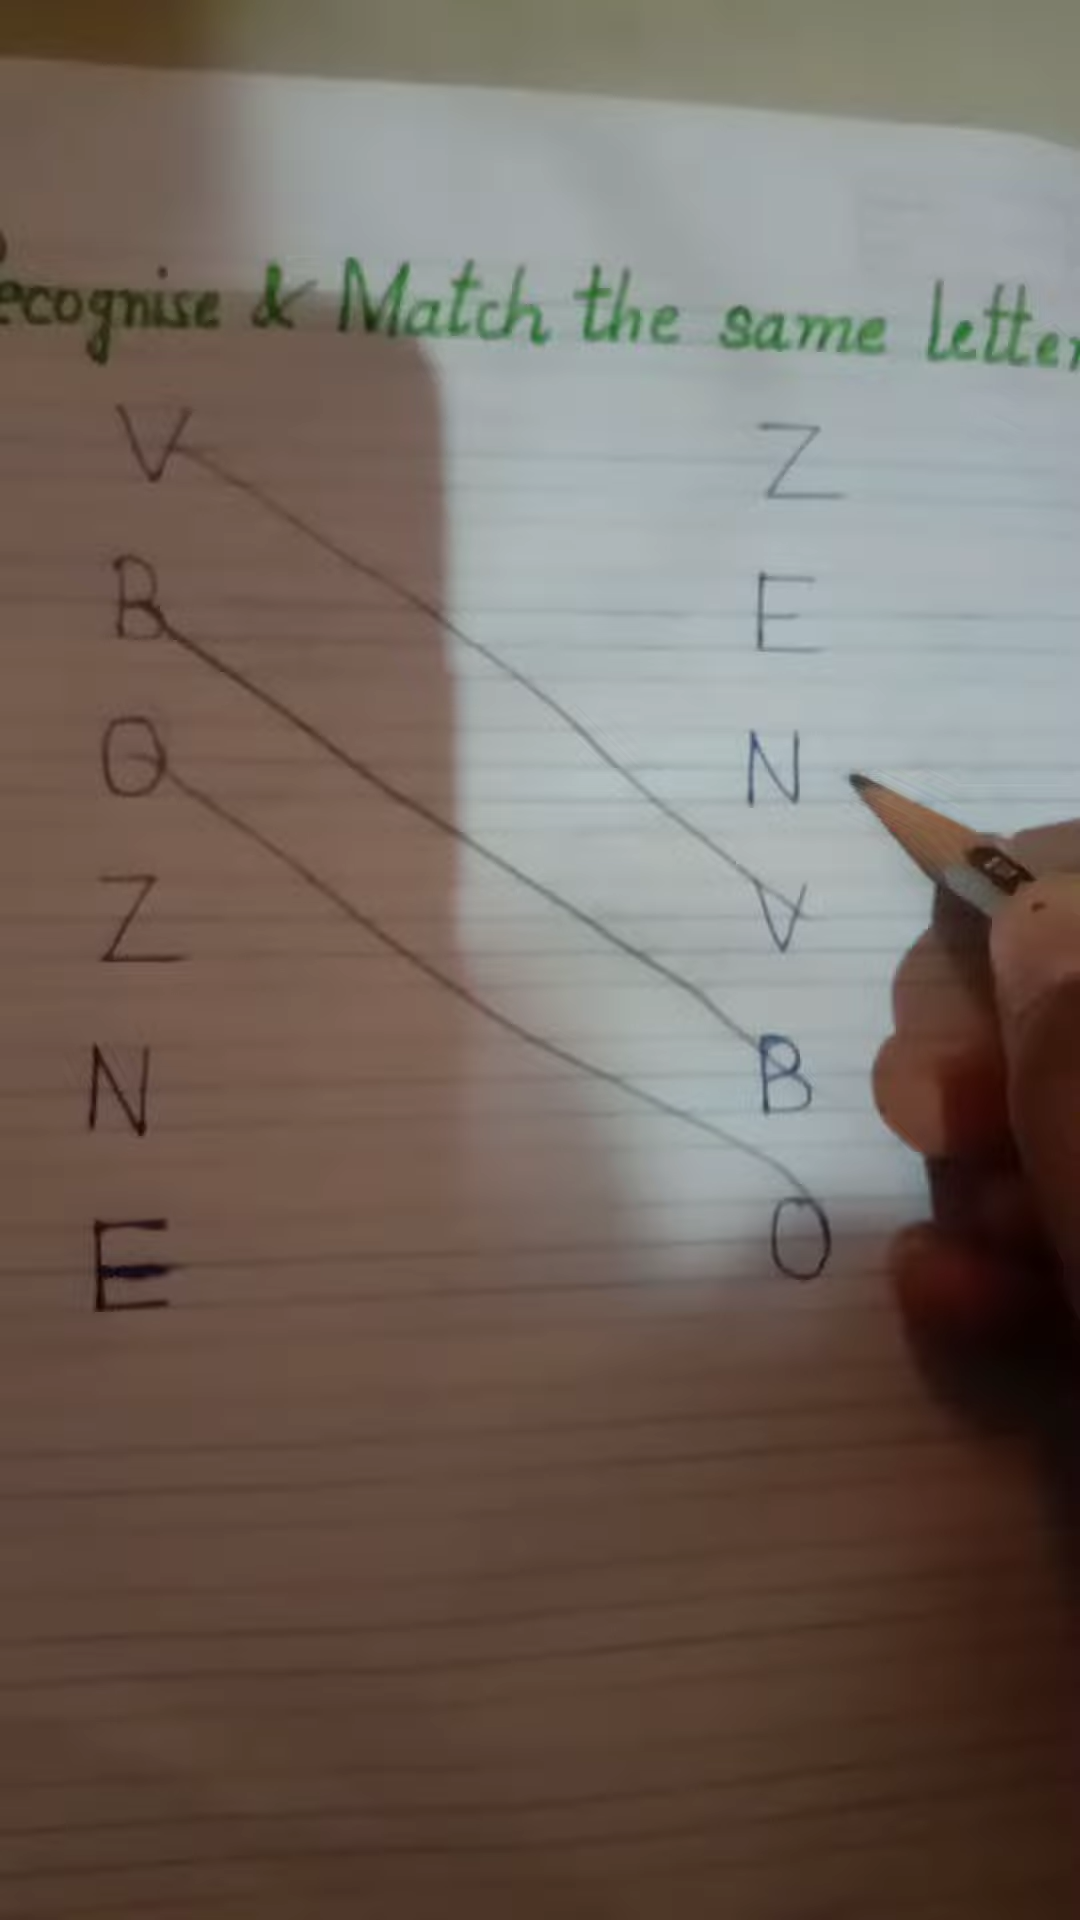 ecognise & Match the same letter
V Z
B E
O N
Z V
N B
E O